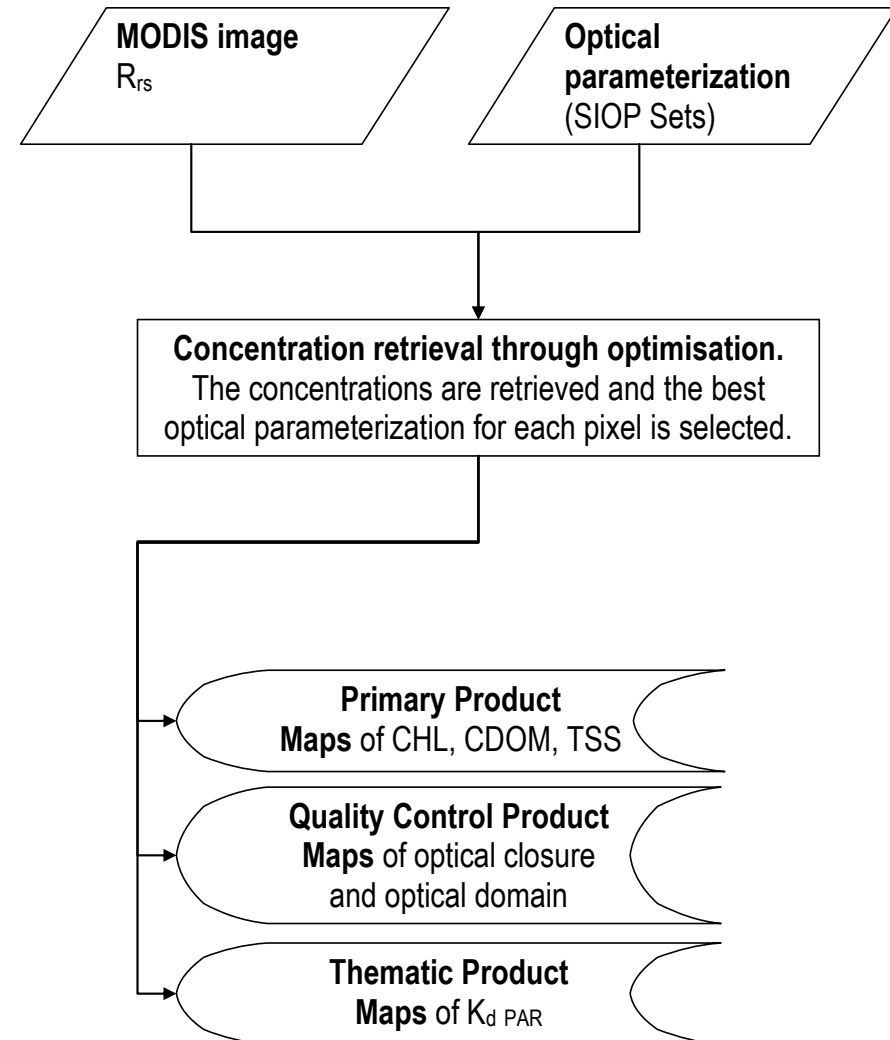 MODIS image
Rrs
Optical
parameterization
(SIOP Sets)
Concentration retrieval through optimisation.
The concentrations are retrieved and the best
optical parameterization for each pixel is selected.
Primary Product
Maps of CHL, CDOM, TSS
Quality Control Product
Maps of optical closure
and optical domain
Thematic Product
Maps of Kd PAR